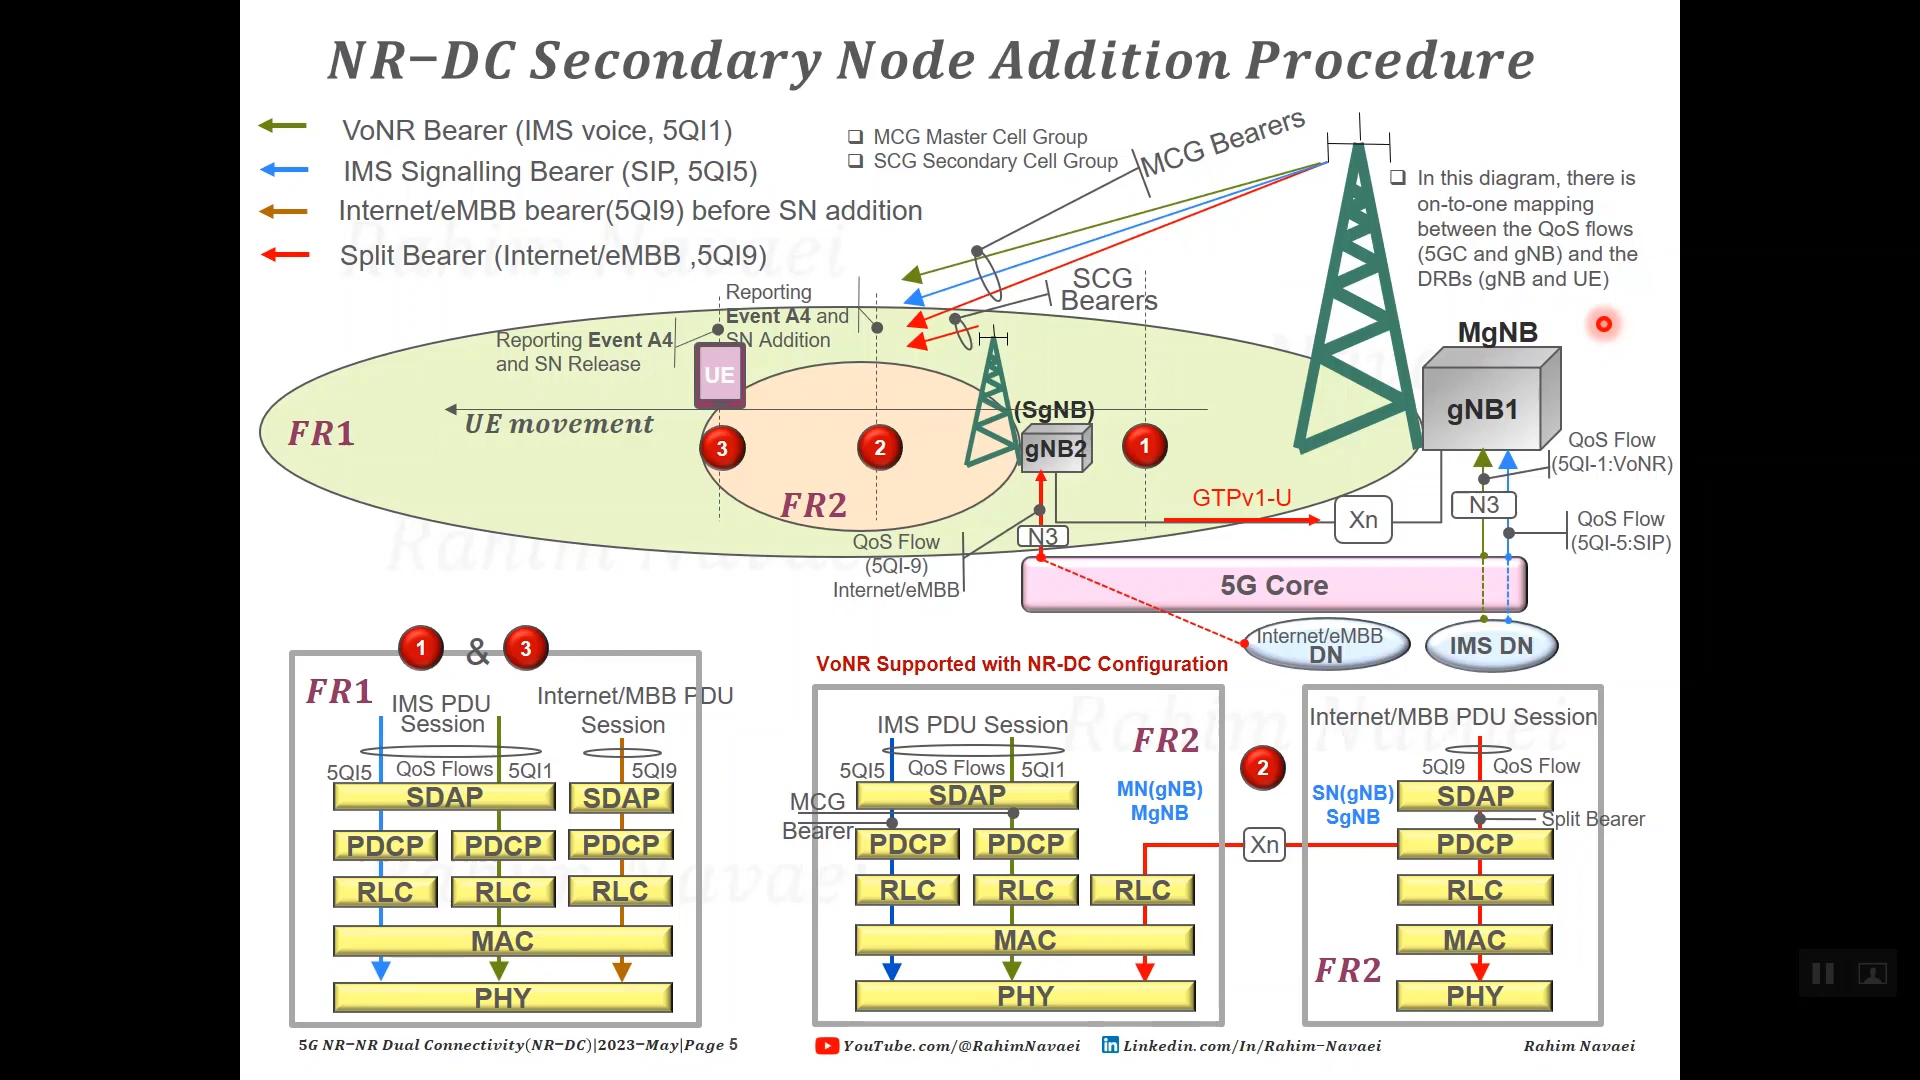 NR−DC Secondary Node Addition Procedure
VoNR Bearer (IMS voice, 5QI1)
IMS Signalling Bearer (SIP, 5QI5)
Internet/eMBB bearer(5QI9) before SN addition
Split Bearer (Internet/eMBB ,5QI9)
❑ MCG Master Cell Group
❑ SCG Secondary Cell Group
MCG Bearers
SCG
Bearers
❑ In this diagram, there is
on-to-one mapping
between the QoS flows
(5GC and gNB) and the
DRBs (gNB and UE)
Reporting
Event A4 and
SN Addition
Reporting Event A4
and SN Release
UE
UE movement
FR1
FR2
3
2
1
(SgNB)
gNB2
MgNB
gNB1
QoS Flow
(5QI-1:VoNR)
N3
QoS Flow
(5QI-5:SIP)
GTPv1-U
Xn
N3
QoS Flow
(5QI-9)
Internet/eMBB
5G Core
Internet/eMBB
DN
IMS DN
1 & 3
FR1
IMS PDU
Session
Internet/MBB PDU
Session
5QI5
QoS Flows
5QI1
5QI9
SDAP
SDAP
PDCP
PDCP
PDCP
RLC
RLC
RLC
MAC
PHY
VoNR Supported with NR-DC Configuration
IMS PDU Session
FR2
5QI5
QoS Flows
5QI1
SDAP
MN(gNB)
MgNB
MCG
Bearer
PDCP
PDCP
RLC
RLC
RLC
MAC
PHY
2
Xn
Internet/MBB PDU Session
5QI9
QoS Flow
SN(gNB)
SgNB
SDAP
Split Bearer
PDCP
RLC
MAC
FR2
PHY
5G NR−NR Dual Connectivity(NR−DC)|2023−May|Page 5
YouTube.com/@RahimNavaei
in Linkedin.com/In/Rahim−Navaei
Rahim Navaei
Rahim Navaei
Rahim Navaei
Rahim Navaei